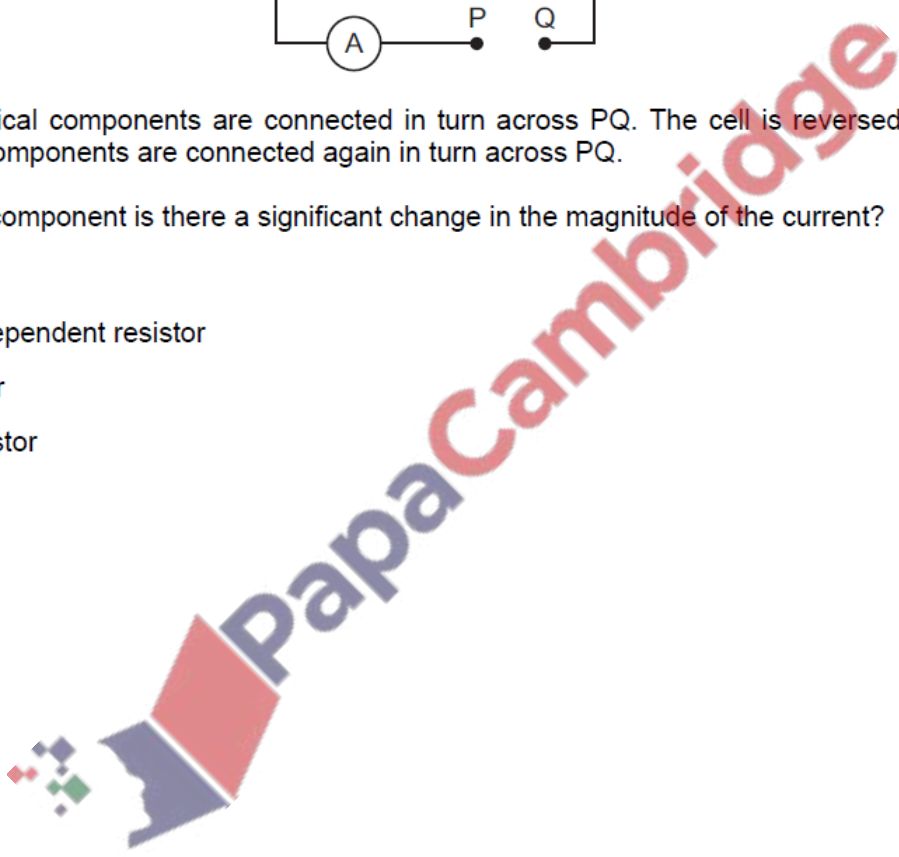 P Q
A
ical components are connected in turn across PQ. The cell is reversed
omponents are connected again in turn across PQ.
component is there a significant change in the magnitude of the current?
ependent resistor
r
stor
PapaCambridge